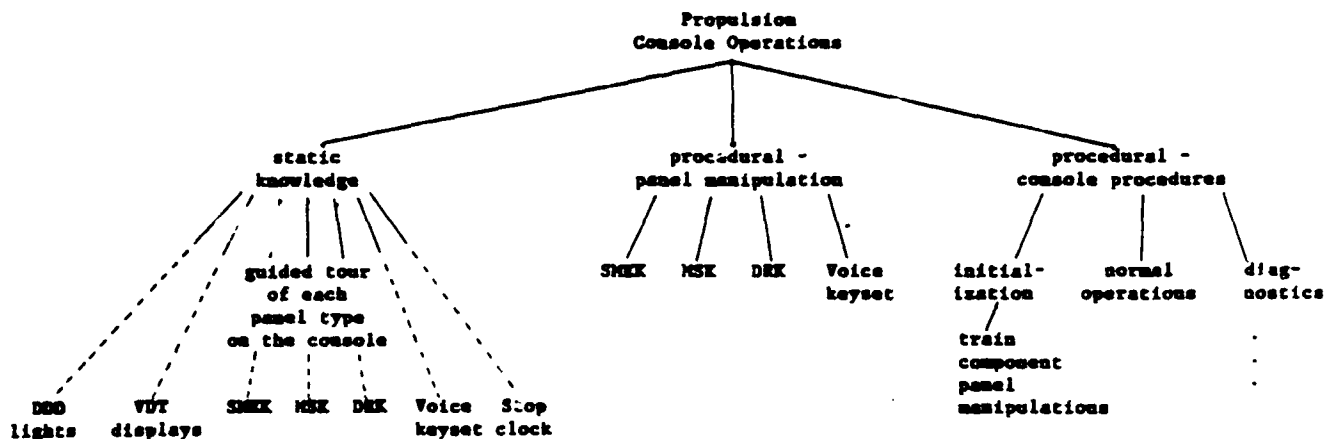 Propulsion
Console Operations
static
knowledge
procedural -
panel manipulation
procedural -
console procedures
guided tour
of each
panel type
on the console
SMEK MSK DRK Voice
keyset
initial-
ization
normal
operations
diag-
nostics
train
component
panel
manipulations
DDD
lights
VDT
displays
SMEK MSK DRK
Voice
keyset
Stop
clock